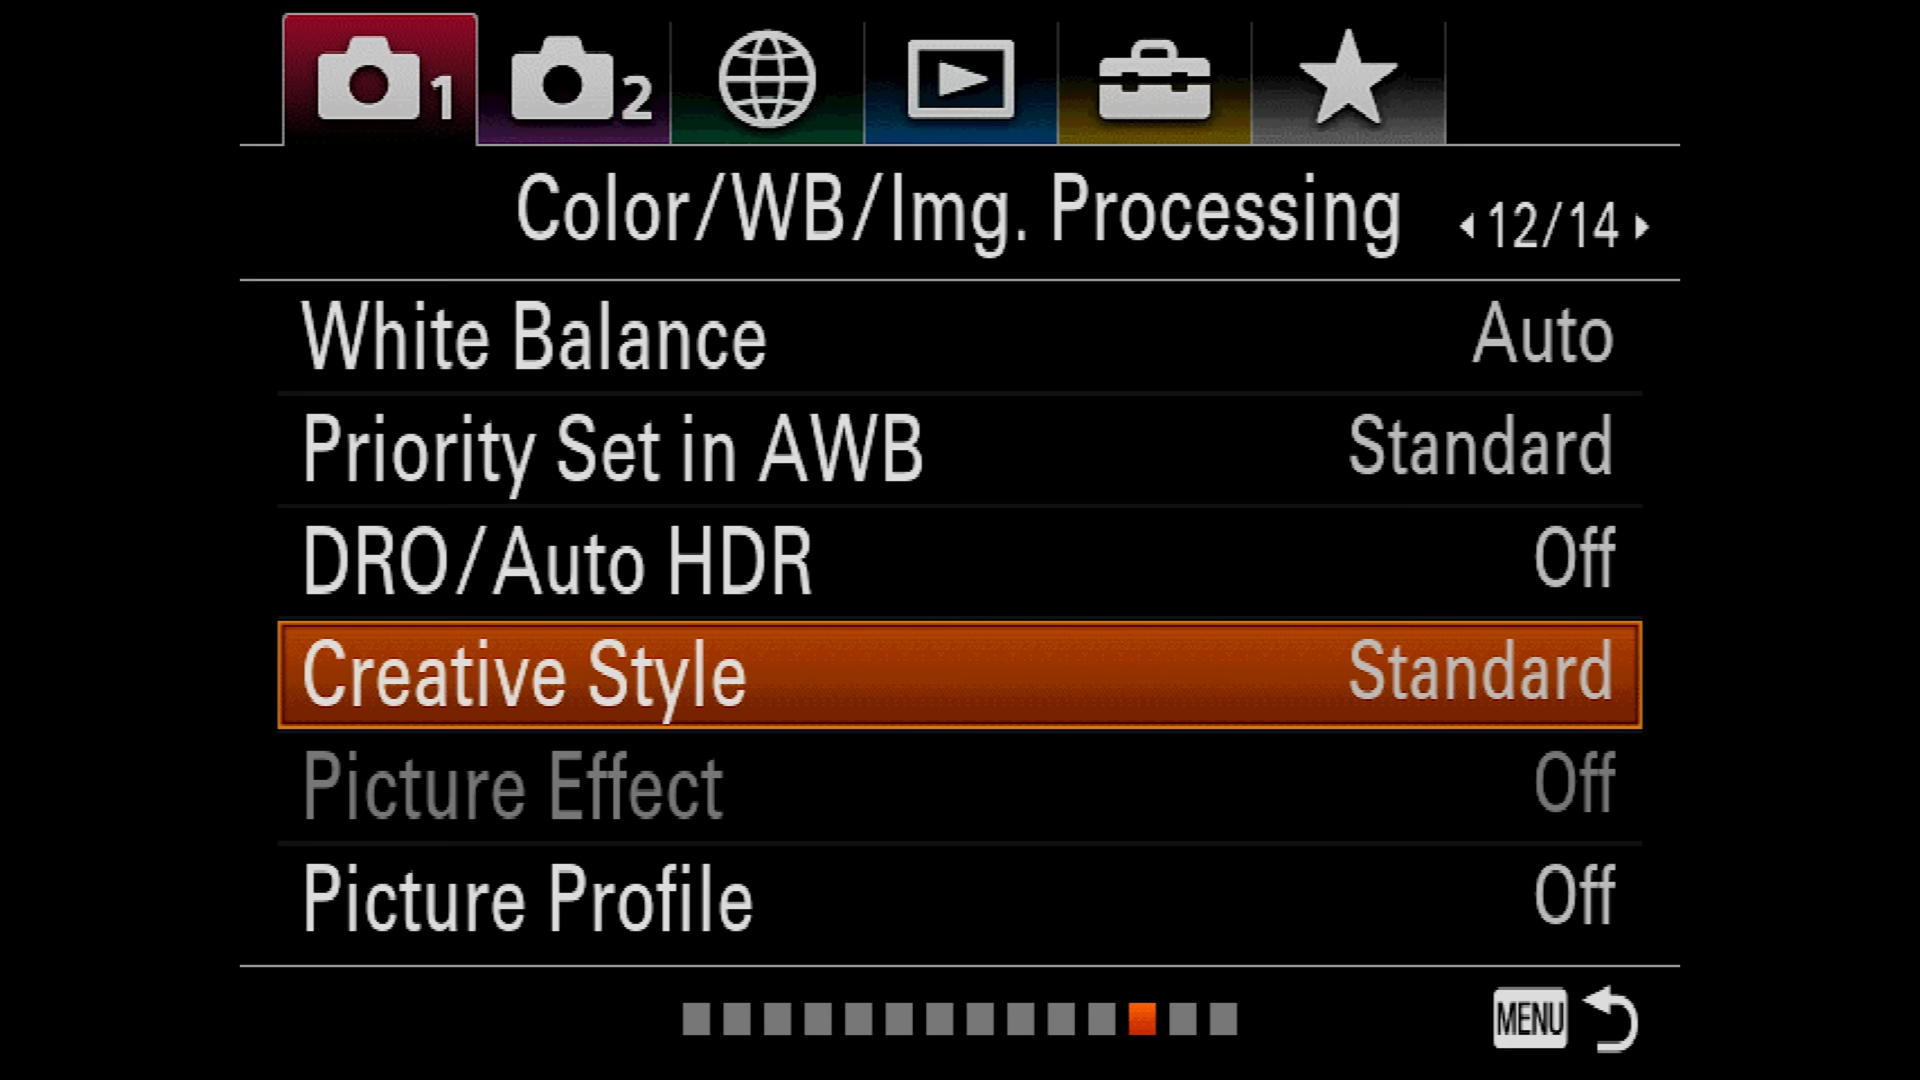 1 2
Color/WB/Img. Processing 12/14
White Balance Auto
Priority Set in AWB Standard
DRO/Auto HDR Off
Creative Style Standard
Picture Effect Off
Picture Profile Off
MENU